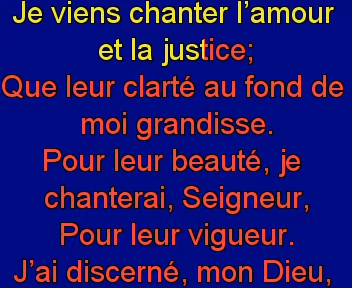 Je viens chanter l'amour
et la justice;
Que leur clarté au fond de
moi grandisse.
Pour leur beauté, je
chanterai, Seigneur,
Pour leur vigueur.
J'ai discerné, mon Dieu,